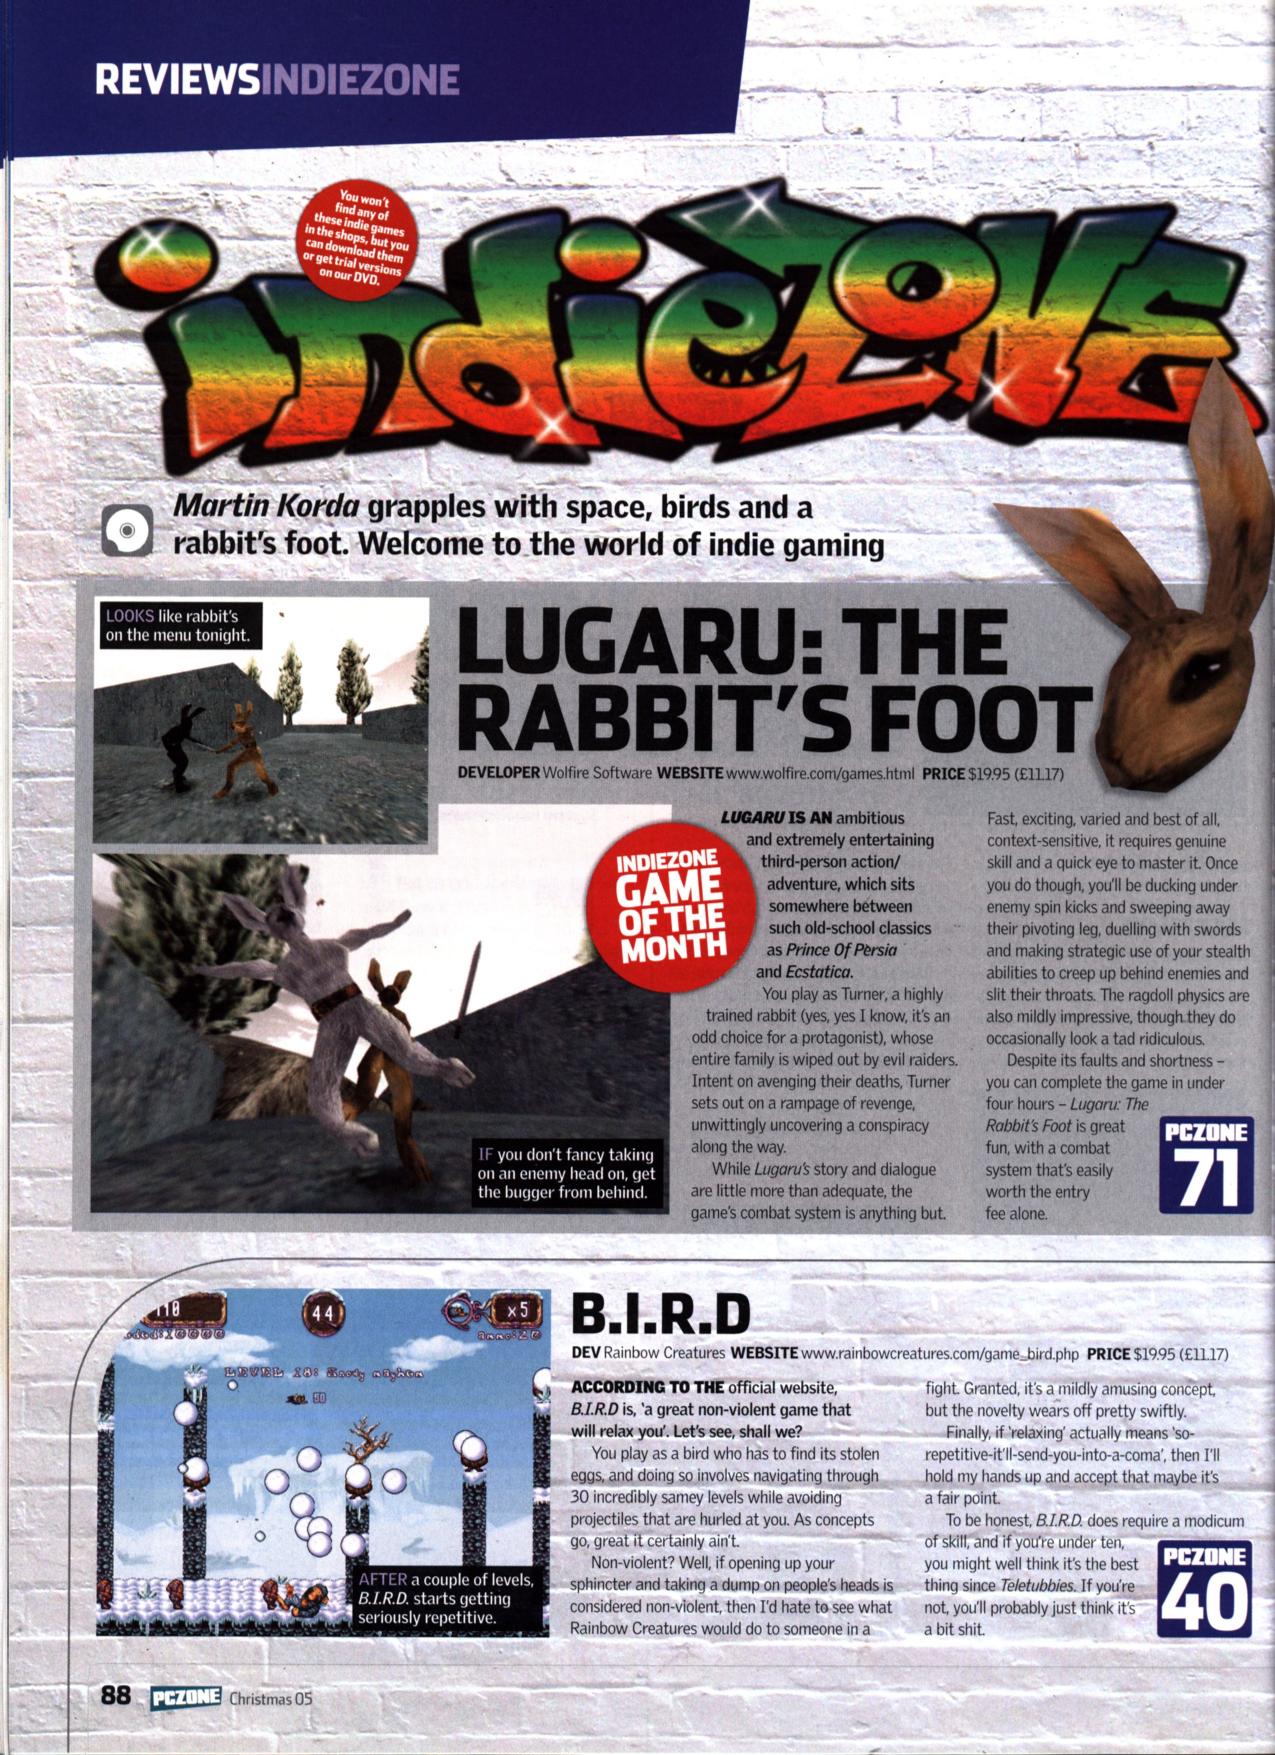 REVIEWSINDIEZONE
You won't
find any of
these indie games
in the shops, but you
can download them
or get trial versions
on our DVD.
indiezone
Martin Korda grapples with space, birds and a
rabbit's foot. Welcome to the world of indie gaming
LOOKS like rabbit's
on the menu tonight.
LUGARU: THE
RABBIT'S FOOT
DEVELOPER Wolfire Software WEBSITE www.wolfire.com/games.html PRICE $19.95 (£11.17)
INDIEZONE
GAME
OF THE
MONTH
IF you don't fancy taking
on an enemy head on, get
the bugger from behind.
LUGARU IS AN ambitious
and extremely entertaining
third-person action/
adventure, which sits
somewhere between
such old-school classics
as Prince Of Persia
and Ecstatica.
You play as Turner, a highly
trained rabbit (yes, yes I know, it's an
odd choice for a protagonist), whose
entire family is wiped out by evil raiders.
Intent on avenging their deaths, Turner
sets out on a rampage of revenge,
unwittingly uncovering a conspiracy
along the way.
While Lugaru's story and dialogue
are little more than adequate, the
game's combat system is anything but.
Fast, exciting, varied and best of all,
context-sensitive, it requires genuine
skill and a quick eye to master it. Once
you do though, you'll be ducking under
enemy spin kicks and sweeping away
their pivoting leg, duelling with swords
and making strategic use of your stealth
abilities to creep up behind enemies and
slit their throats. The ragdoll physics are
also mildly impressive, though they do
occasionally look a tad ridiculous.
Despite its faults and shortness –
you can complete the game in under
four hours – Lugaru: The
Rabbit's Foot is great
fun, with a combat
system that's easily
worth the entry
fee alone.
PCZONE
71
110
44
x5
ammo:20
LEVEL 18: Snowy mayhem
50
AFTER a couple of levels,
B.I.R.D. starts getting
seriously repetitive.
B.I.R.D
DEV Rainbow Creatures WEBSITE www.rainbowcreatures.com/game_bird.php PRICE $19.95 (£11.17)
ACCORDING TO THE official website,
B.I.R.D is, 'a great non-violent game that
will relax you'. Let's see, shall we?
You play as a bird who has to find its stolen
eggs, and doing so involves navigating through
30 incredibly samey levels while avoiding
projectiles that are hurled at you. As concepts
go, great it certainly ain't.
Non-violent? Well, if opening up your
sphincter and taking a dump on people's heads is
considered non-violent, then I'd hate to see what
Rainbow Creatures would do to someone in a
fight. Granted, it's a mildly amusing concept,
but the novelty wears off pretty swiftly.
Finally, if 'relaxing' actually means 'so-
repetitive-it'll-send-you-into-a-coma', then I'll
hold my hands up and accept that maybe it's
a fair point.
To be honest, B.I.R.D. does require a modicum
of skill, and if you're under ten,
you might well think it's the best
thing since Teletubbies. If you're
not, you'll probably just think it's
a bit shit.
PCZONE
40
88 PCZONE Christmas 05